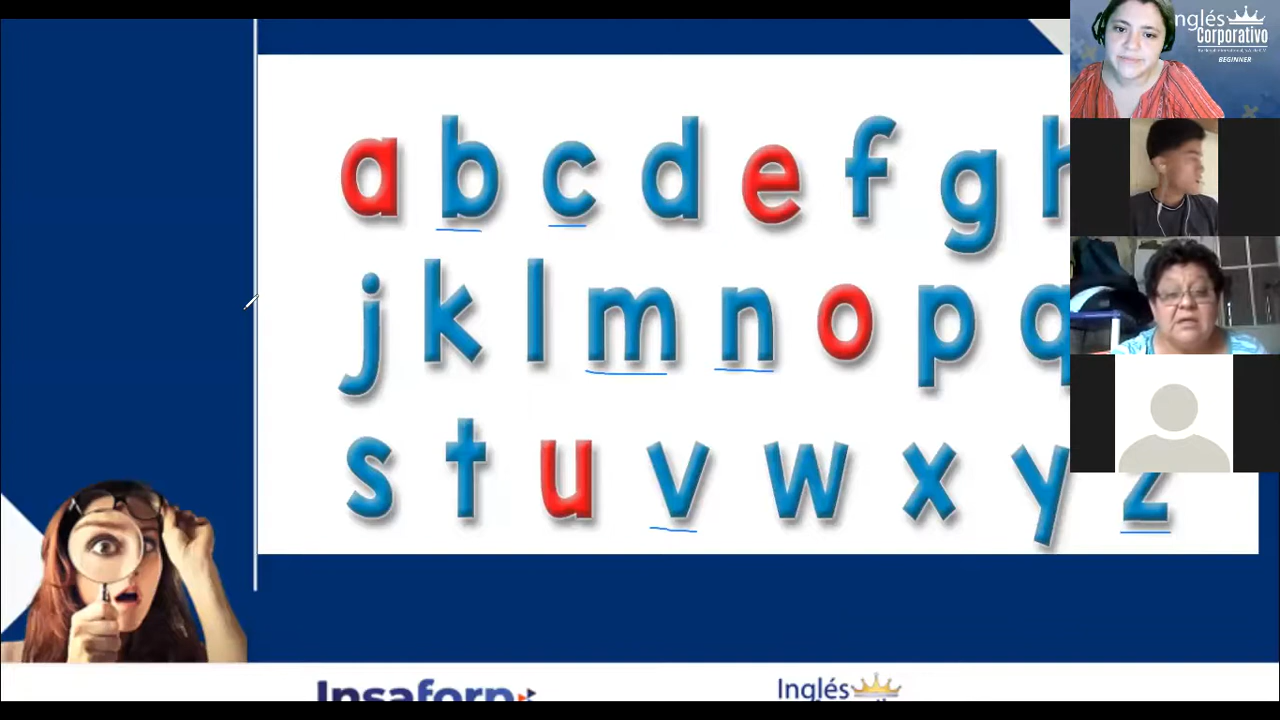 a b c d e f g h
j k l m n o p q
s t u v w x y z
Insaforp
Inglés
Inglés
Corporativo
BEGINNER